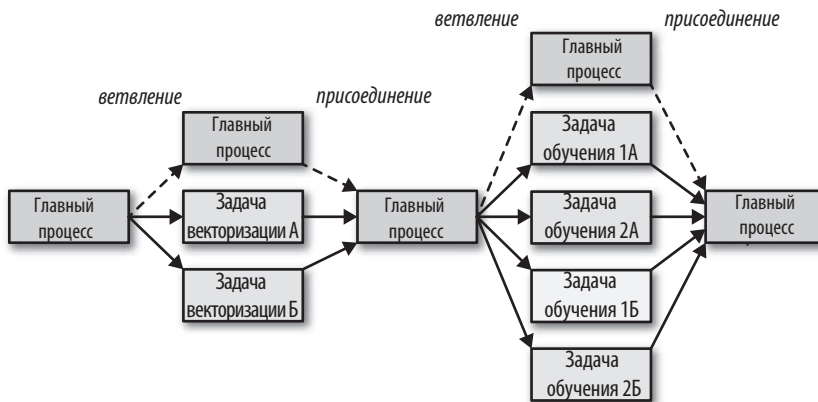 ветвление
присоединение
Главный
процесс
ветвление
присоединение
Главный
процесс
Задача
обучения 1А
Главный
процесс
Задача
векторизации А
Главный
процесс
Задача
обучения 2А
Главный
процесс
Задача
векторизации Б
Задача
обучения 1Б
Задача
обучения 2Б